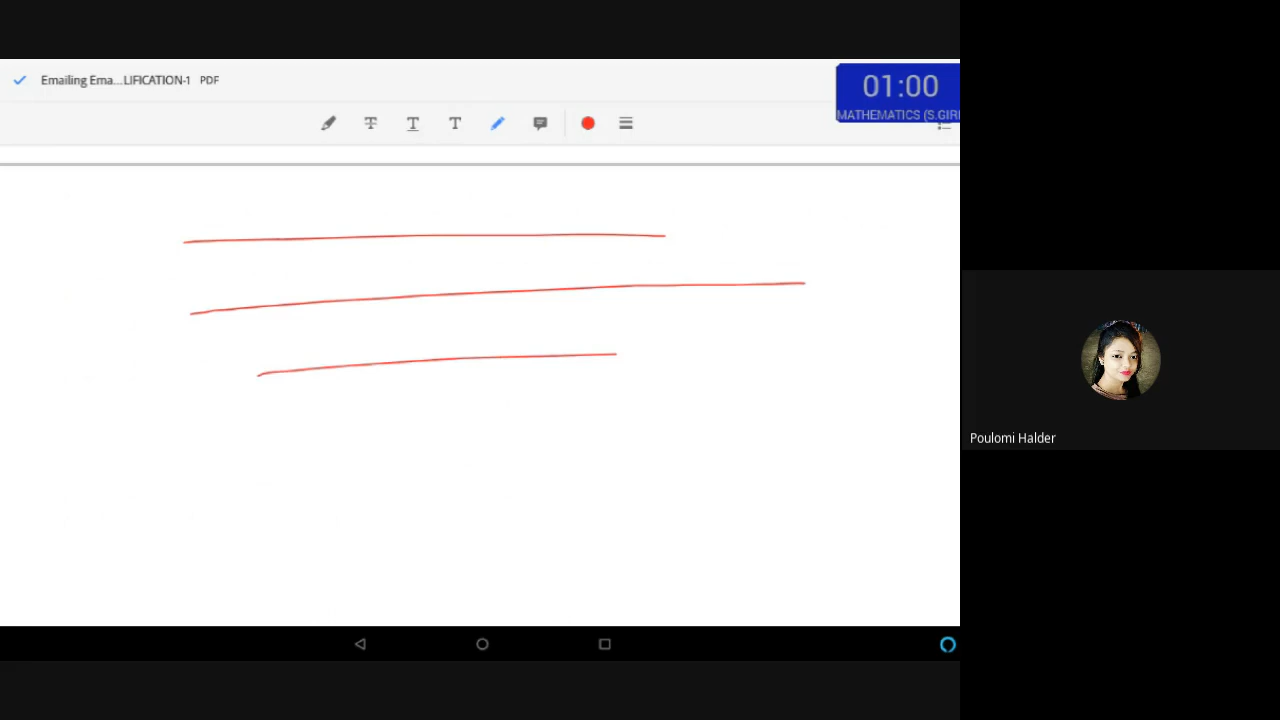 Emailing Ema...LIFICATION-1 PDF
01:00
MATHEMATICS (S.GIR
T T T
Poulomi Halder